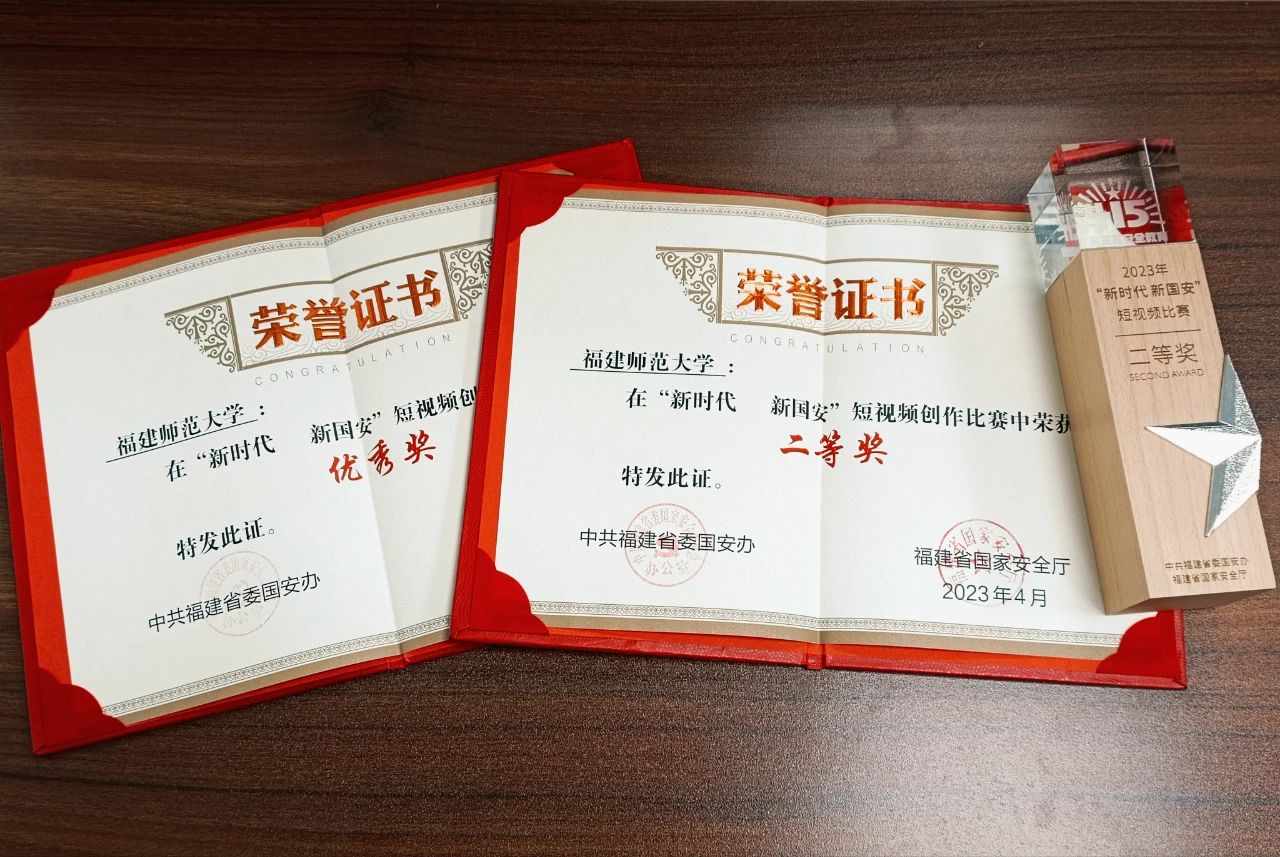 荣誉证书
CONGRATULATION
福建师范大学：
在“新时代 新国安”短视频创
优秀奖
特发此证。
中共福建省委国安办
荣誉证书
CONGRATULATION
福建师范大学：
在“新时代 新国安”短视频创作比赛中荣获
二等奖
特发此证。
中共福建省委国安办
办公室
福建省国家安全厅
2023年4月
15
2023年
“新时代 新国安”
短视频比赛
二等奖
SECOND AWARD
中共福建省委国安办
福建省国家安全厅